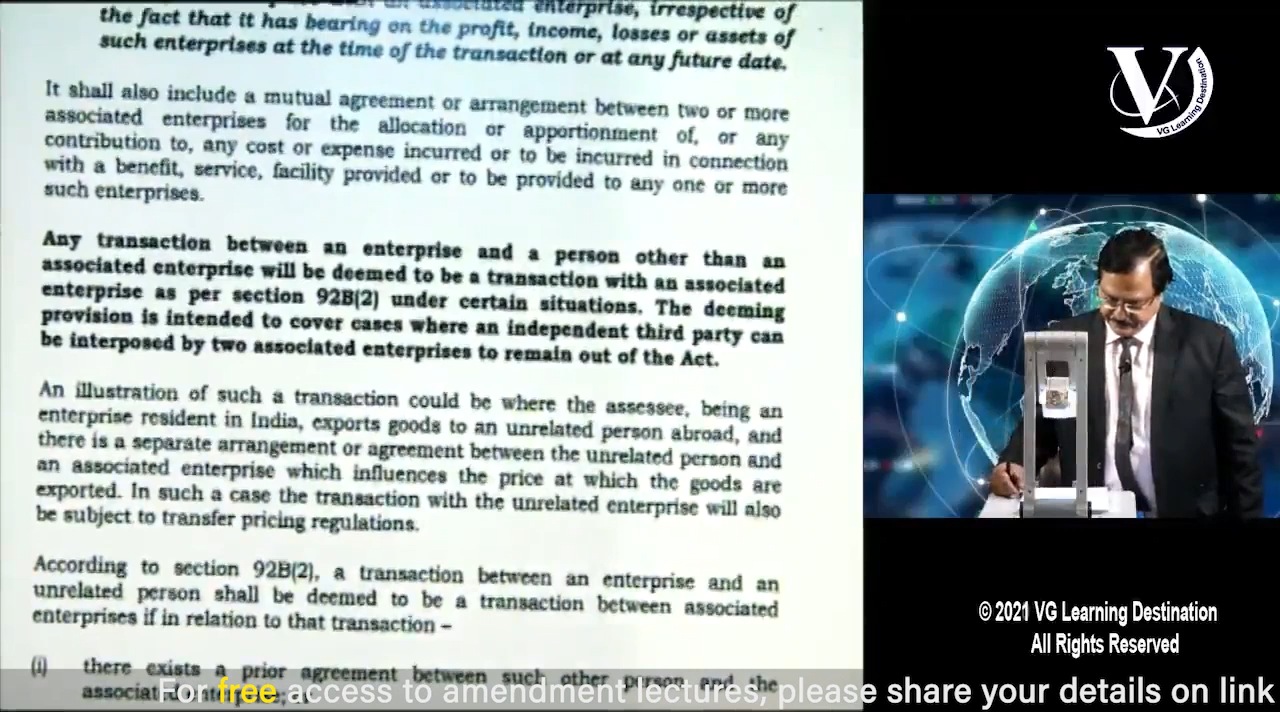 associated enterprise, irrespective of
the fact that it has bearing on the profit, income, losses or assets of
such enterprises at the time of the transaction or at any future date.
It shall also include a mutual agreement or arrangement between two or more
associated enterprises for the allocation or apportionment of, or any
contribution to, any cost or expense incurred or to be incurred in connection
with a benefit, service, facility provided or to be provided to any one or more
such enterprises.
Any transaction between an enterprise and a person other than an
associated enterprise will be deemed to be a transaction with an associated
enterprise as per section 92B(2) under certain situations. The deeming
provision is intended to cover cases where an independent third party can
be interposed by two associated enterprises to remain out of the Act.
An illustration of such a transaction could be where the assessee, being an
enterprise resident in India, exports goods to an unrelated person abroad, and
there is a separate arrangement or agreement between the unrelated person and
an associated enterprise which influences the price at which the goods are
exported. In such a case the transaction with the unrelated enterprise will also
be subject to transfer pricing regulations.
According to section 92B(2), a transaction between an enterprise and an
unrelated person shall be deemed to be a transaction between associated
enterprises if in relation to that transaction –
(i) there exists a prior agreement between such other person and the
V
VG Learning Destination
© 2021 VG Learning Destination
All Rights Reserved
For free access to amendment lectures, please share your details on link